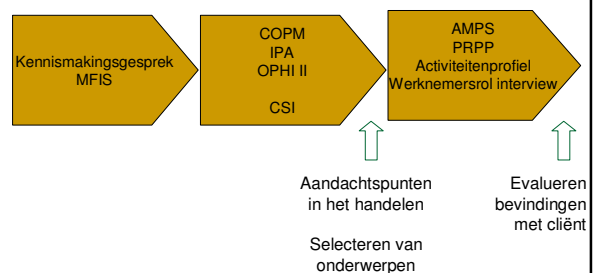 Kennismakingsgesprek
MFIS
COPM
IPA
OPHI II
CSI
AMPS
PRPP
Activiteitenprofiel
Werknemersrol interview
Aandachtspunten
in het handelen
Selecteren van
onderwerpen
Evalueren
bevindingen
met cliënt